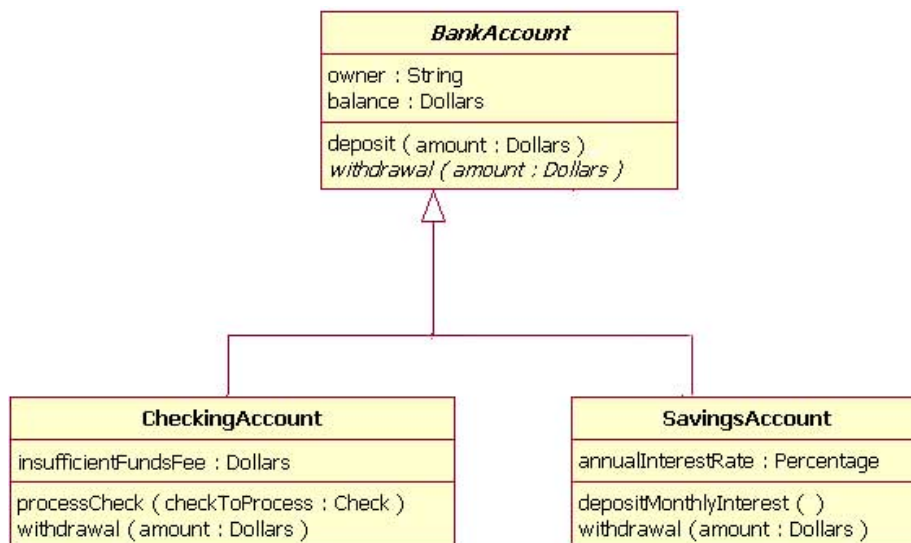 BankAccount
owner : String
balance : Dollars
deposit ( amount : Dollars )
withdrawal ( amount : Dollars )
CheckingAccount
insufficientFundsFee : Dollars
processCheck ( checkToProcess : Check )
withdrawal ( amount : Dollars )
SavingsAccount
annualInterestRate : Percentage
depositMonthlyInterest ( )
withdrawal ( amount : Dollars )